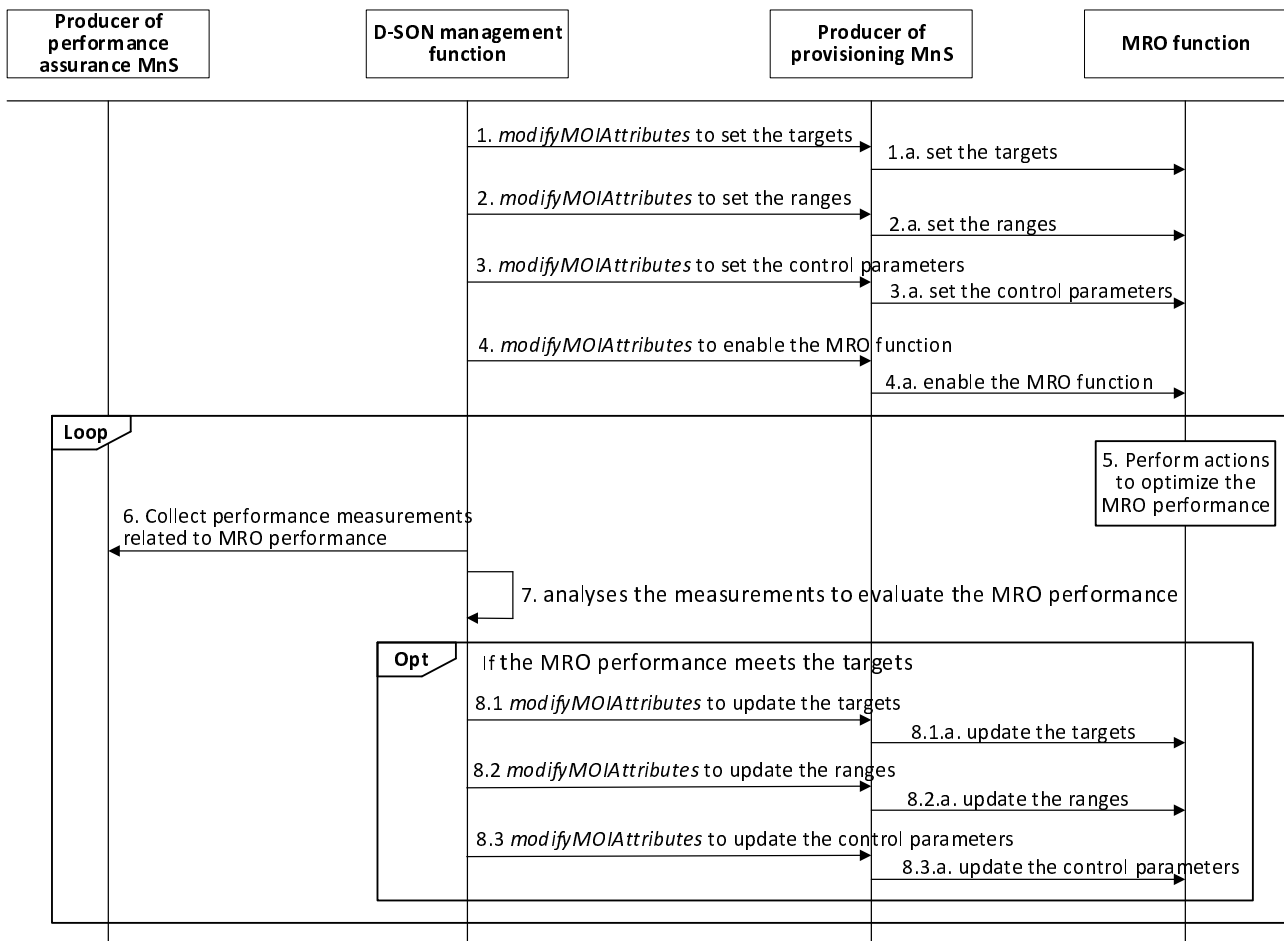 Producer of
performance
assurance MnS
D-SON management
function
Producer of
provisioning MnS
MRO function
1. modifyMOIAttributes to set the targets
1.a. set the targets
2. modifyMOIAttributes to set the ranges
2.a. set the ranges
3. modifyMOIAttributes to set the control parameters
3.a. set the control parameters
4. modifyMOIAttributes to enable the MRO function
4.a. enable the MRO function
Loop
5. Perform actions
to optimize the
MRO performance
6. Collect performance measurements
related to MRO performance
7. analyses the measurements to evaluate the MRO performance
Opt
If the MRO performance meets the targets
8.1 modifyMOIAttributes to update the targets
8.1.a. update the targets
8.2 modifyMOIAttributes to update the ranges
8.2.a. update the ranges
8.3 modifyMOIAttributes to update the control parameters
8.3.a. update the control parameters